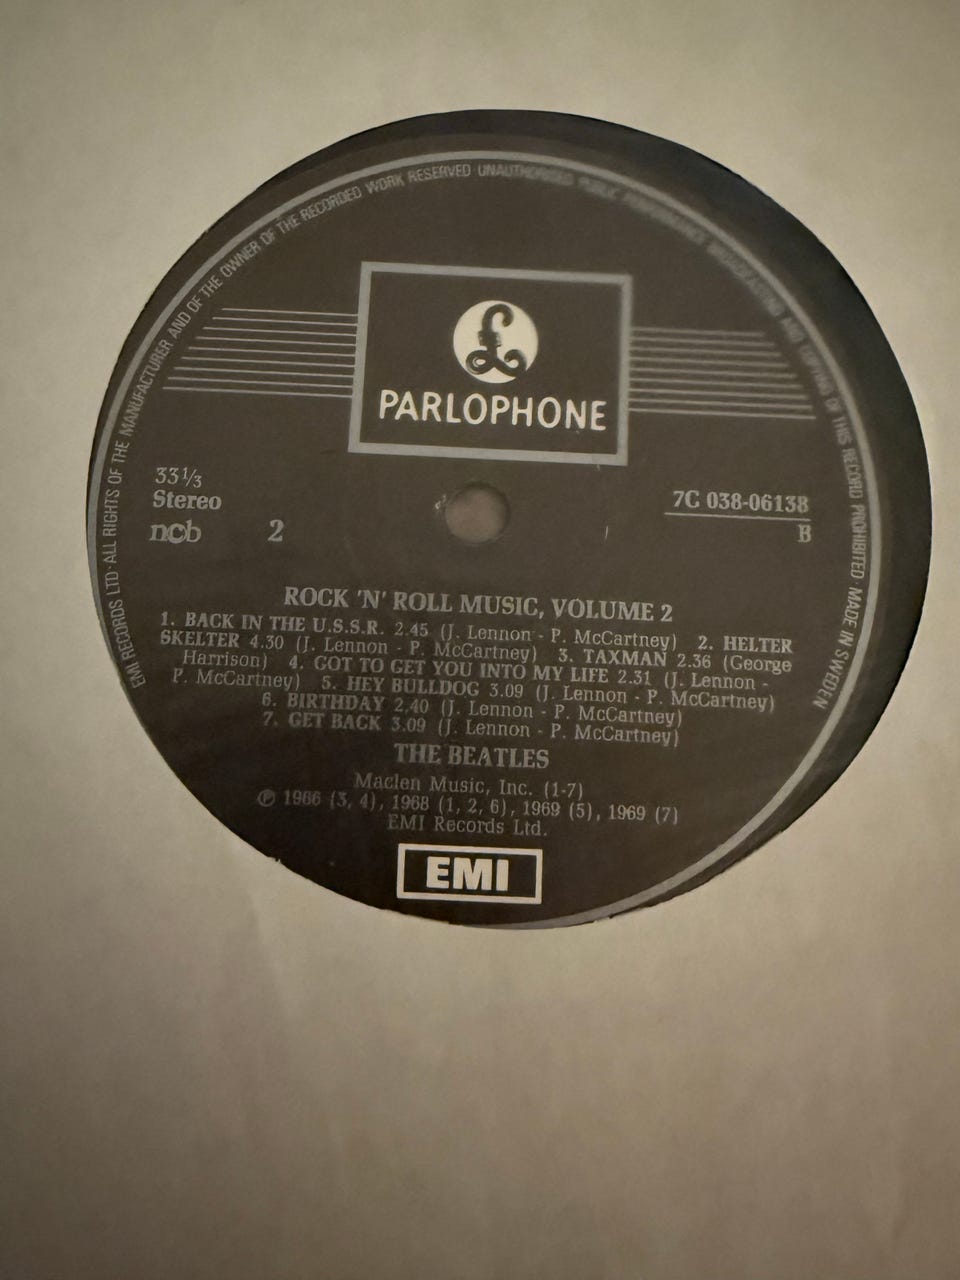 EMI RECORDS LTD · ALL RIGHTS OF THE MANUFACTURER AND OF THE OWNER OF THE RECORDED WORK RESERVED UNAUTHORISED PUBLIC PERFORMANCE BROADCASTING AND COPYING OF THIS RECORD PROHIBITED · MADE IN SWEDEN
£
PARLOPHONE
33 1/3
Stereo
ncb
2
7C 038-06138
B
ROCK 'N' ROLL MUSIC, VOLUME 2
1. BACK IN THE U.S.S.R. 2.45 (J. Lennon - P. McCartney) 2. HELTER
SKELTER 4.30 (J. Lennon - P. McCartney) 3. TAXMAN 2.36 (George
Harrison) 4. GOT TO GET YOU INTO MY LIFE 2.31 (J. Lennon -
P. McCartney) 5. HEY BULLDOG 3.09 (J. Lennon - P. McCartney)
6. BIRTHDAY 2.40 (J. Lennon - P. McCartney)
7. GET BACK 3.09 (J. Lennon - P. McCartney)
THE BEATLES
Maclen Music, Inc. (1-7)
℗ 1966 (3, 4), 1968 (1, 2, 6), 1969 (5), 1969 (7)
EMI Records Ltd.
EMI